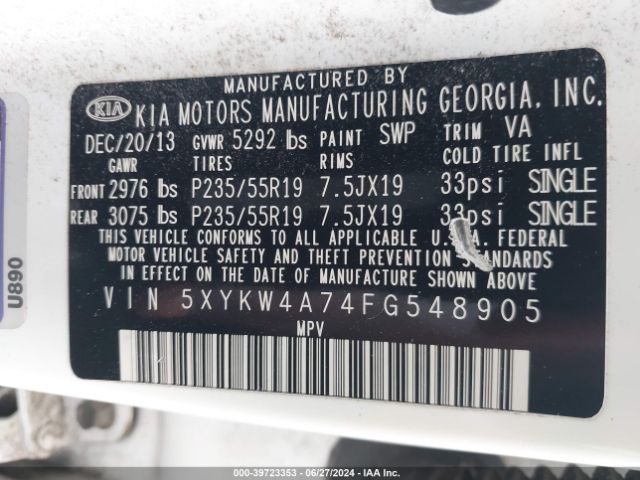 MANUFACTURED BY
KIA KIA MOTORS MANUFACTURING GEORGIA, INC.
DEC/20/13 GVWR 5292 lbs PAINT SWP TRIM VA
GAWR TIRES RIMS COLD TIRE INFL
FRONT 2976 lbs P235/55R19 7.5JX19 33psi SINGLE
REAR 3075 lbs P235/55R19 7.5JX19 33psi SINGLE
THIS VEHICLE CONFORMS TO ALL APPLICABLE U.S.A. FEDERAL
MOTOR VEHICLE SAFETY AND THEFT PREVENTION STANDARDS
IN EFFECT ON THE DATE OF MANUFACTURE SHOWN ABOVE
VIN 5XYKW4A74FG548905
MPV
U890
000-39723353 - 06/27/2024 - IAA Inc.